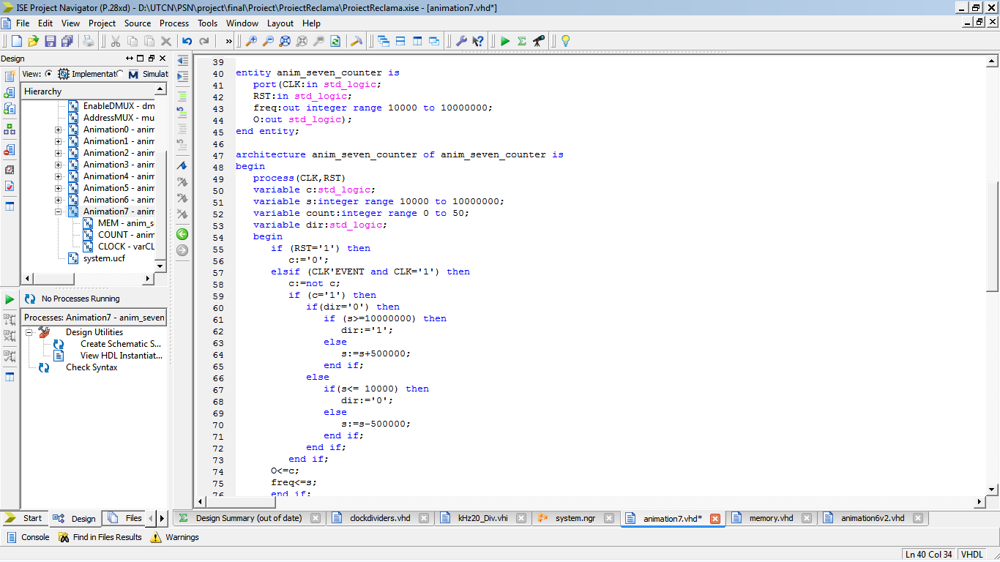 ISE Project Navigator (P.28xd) - D:\UTCN\PSN\project\final\Proiect\ProiectReclama\ProiectReclama.xise - [animation7.vhd*]
File Edit View Project Source Process Tools Window Layout Help
»
Design
View: Implementat Simulat
Hierarchy
EnableDMUX - dm
AddressMUX - mu
Animation0 - anim
Animation1 - anim
Animation2 - anim
Animation3 - anim
Animation4 - anim
Animation5 - anim
Animation6 - anim
Animation7 - anim
MEM - anim_s
COUNT - anim
CLOCK - varCL
system.ucf
No Processes Running
Processes: Animation7 - anim_seven
Design Utilities
Create Schematic S...
View HDL Instantiat...
Check Syntax
Start Design Files
39
40 entity anim_seven_counter is
41 port(CLK:in std_logic;
42 RST:in std_logic;
43 freq:out integer range 10000 to 10000000;
44 O:out std_logic);
45 end entity;
46
47 architecture anim_seven_counter of anim_seven_counter is
48 begin
49 process(CLK,RST)
50 variable c:std_logic;
51 variable s:integer range 10000 to 10000000;
52 variable count:integer range 0 to 50;
53 variable dir:std_logic;
54 begin
55 if (RST='1') then
56 c:='0';
57 elsif (CLK'EVENT and CLK='1') then
58 c:=not c;
59 if (c='1') then
60 if(dir='0') then
61 if (s>=10000000) then
62 dir:='1';
63 else
64 s:=s+500000;
65 end if;
66 else
67 if(s<= 10000) then
68 dir:='0';
69 else
70 s:=s-500000;
71 end if;
72 end if;
73 end if;
74 O<=c;
75 freq<=s;
76 end if;
Design Summary (out of date) clockdividers.vhd kHz20_Div.vhi system.ngr animation7.vhd* memory.vhd animation6v2.vhd
Console Find in Files Results Warnings
Ln 40 Col 34 VHDL